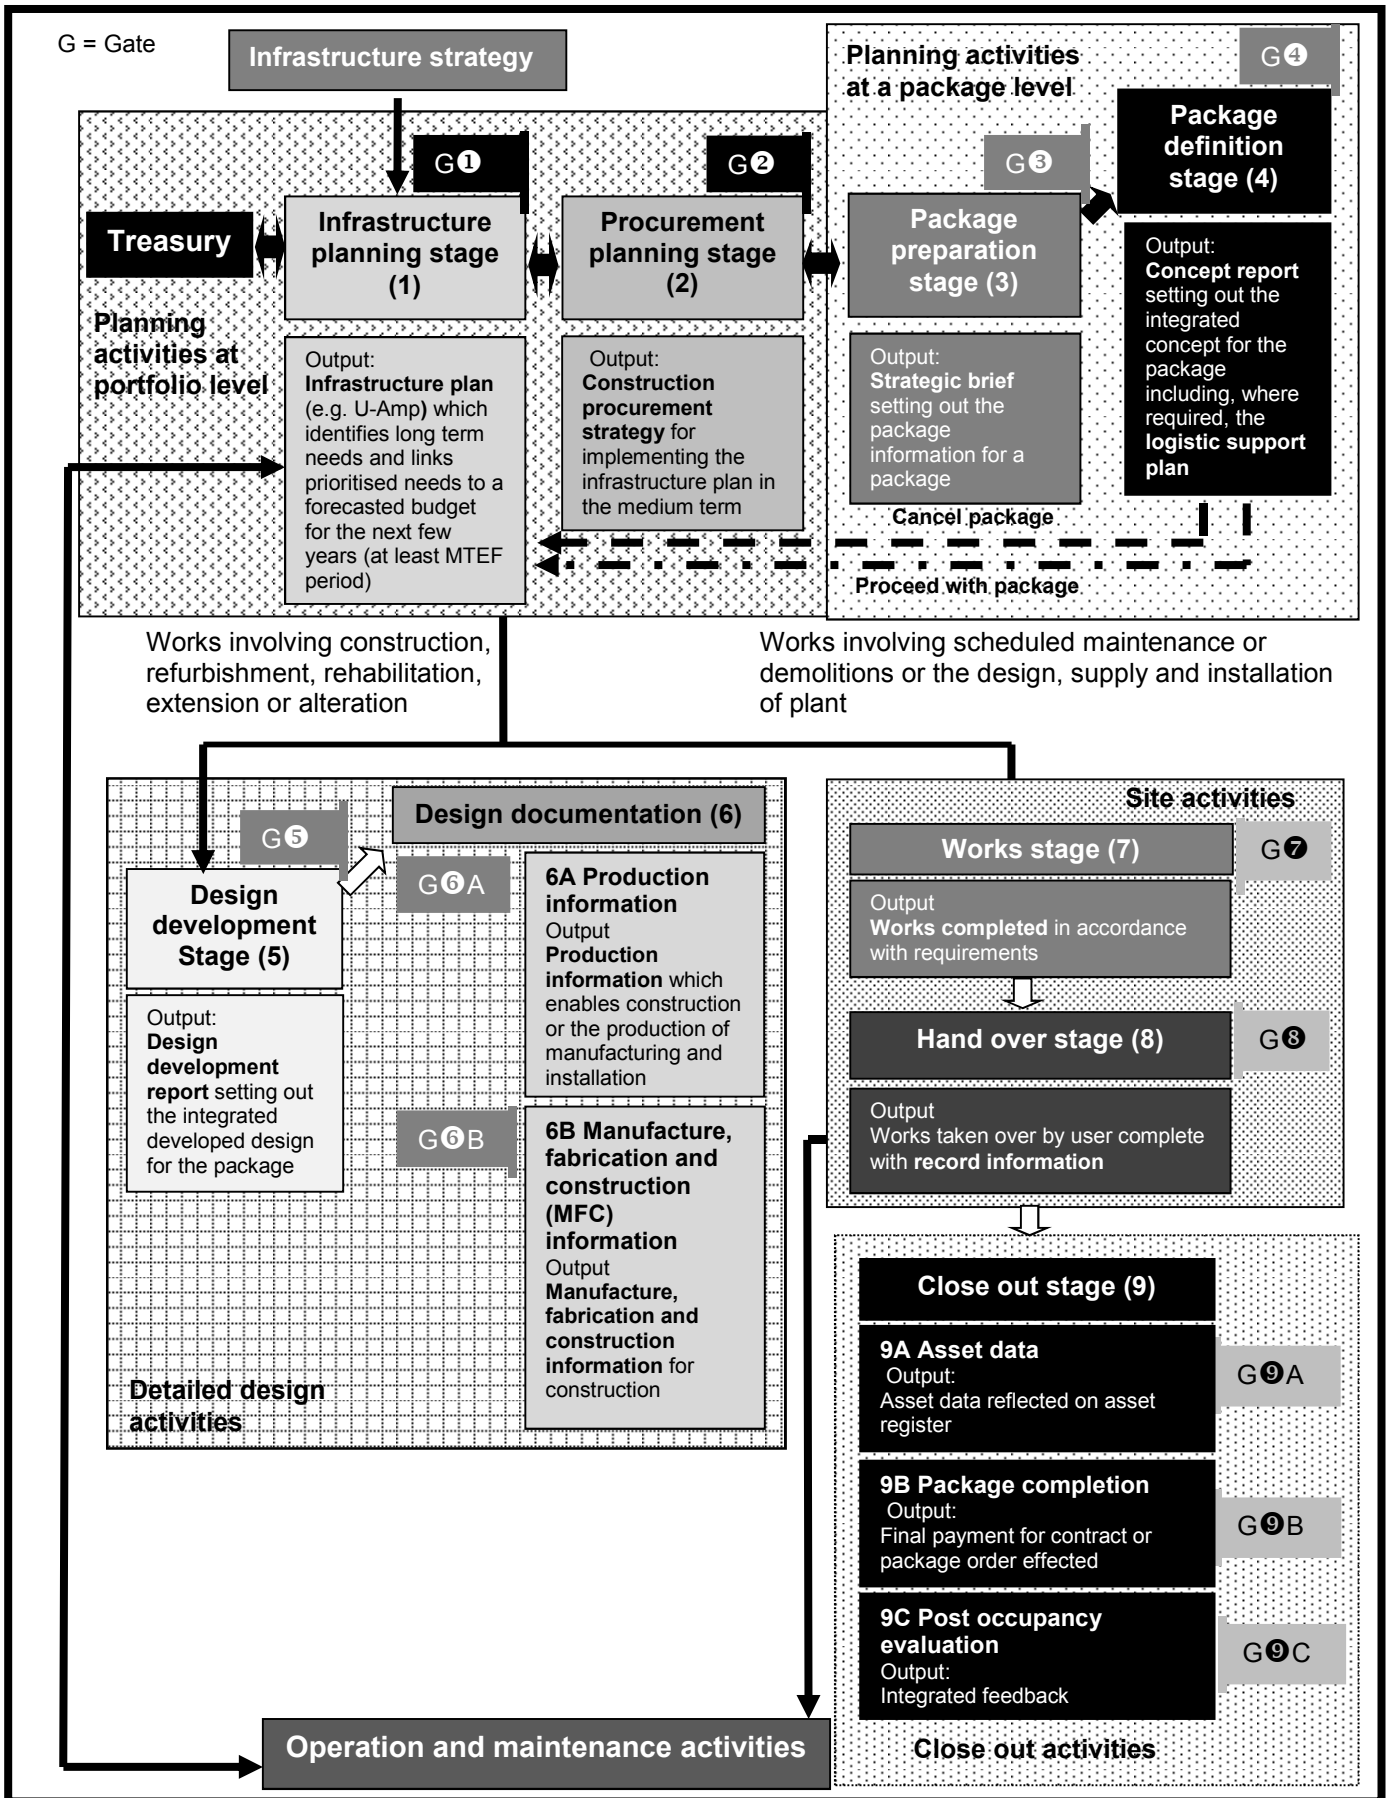 G = Gate
Infrastructure strategy
Planning activities
at a package level
G❹
Package
definition
stage (4)
G❶
G❷
G❸
Treasury
Infrastructure
planning stage
(1)
Procurement
planning stage
(2)
Package
preparation
stage (3)
Planning
activities at
portfolio level
Output:
Infrastructure plan
(e.g. U-Amp) which
identifies long term
needs and links
prioritised needs to a
forecasted budget
for the next few
years (at least MTEF
period)
Output:
Construction
procurement
strategy for
implementing the
infrastructure plan in
the medium term
Output:
Strategic brief
setting out the
package
information for a
package
Output:
Concept report
setting out the
integrated
concept for the
package
including, where
required, the
logistic support
plan
Cancel package
Proceed with package
Works involving construction,
refurbishment, rehabilitation,
extension or alteration
Works involving scheduled maintenance or
demolitions or the design, supply and installation
of plant
G❺
Design
development
Stage (5)
Output:
Design
development
report setting out
the integrated
developed design
for the package
Design documentation (6)
G❻A
6A Production
information
Output
Production
information which
enables construction
or the production of
manufacturing and
installation
G❻B
6B Manufacture,
fabrication and
construction
(MFC)
information
Output
Manufacture,
fabrication and
construction
information for
construction
Detailed design
activities
Site activities
Works stage (7)
G❼
Output
Works completed in accordance
with requirements
Hand over stage (8)
G❽
Output
Works taken over by user complete
with record information
Close out stage (9)
9A Asset data
Output:
Asset data reflected on asset
register
G❾A
9B Package completion
Output:
Final payment for contract or
package order effected
G❾B
9C Post occupancy
evaluation
Output:
Integrated feedback
G❾C
Close out activities
Operation and maintenance activities